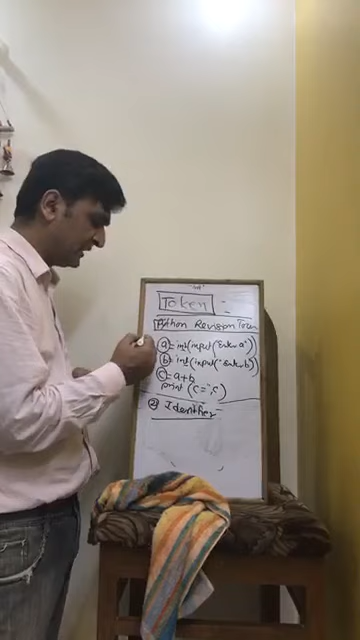 Token :-
Python Revision Tour
a = int(input("Enter a")
b = int(input("Enter b"))
c = a+b
print (c=",c)
② Identifier